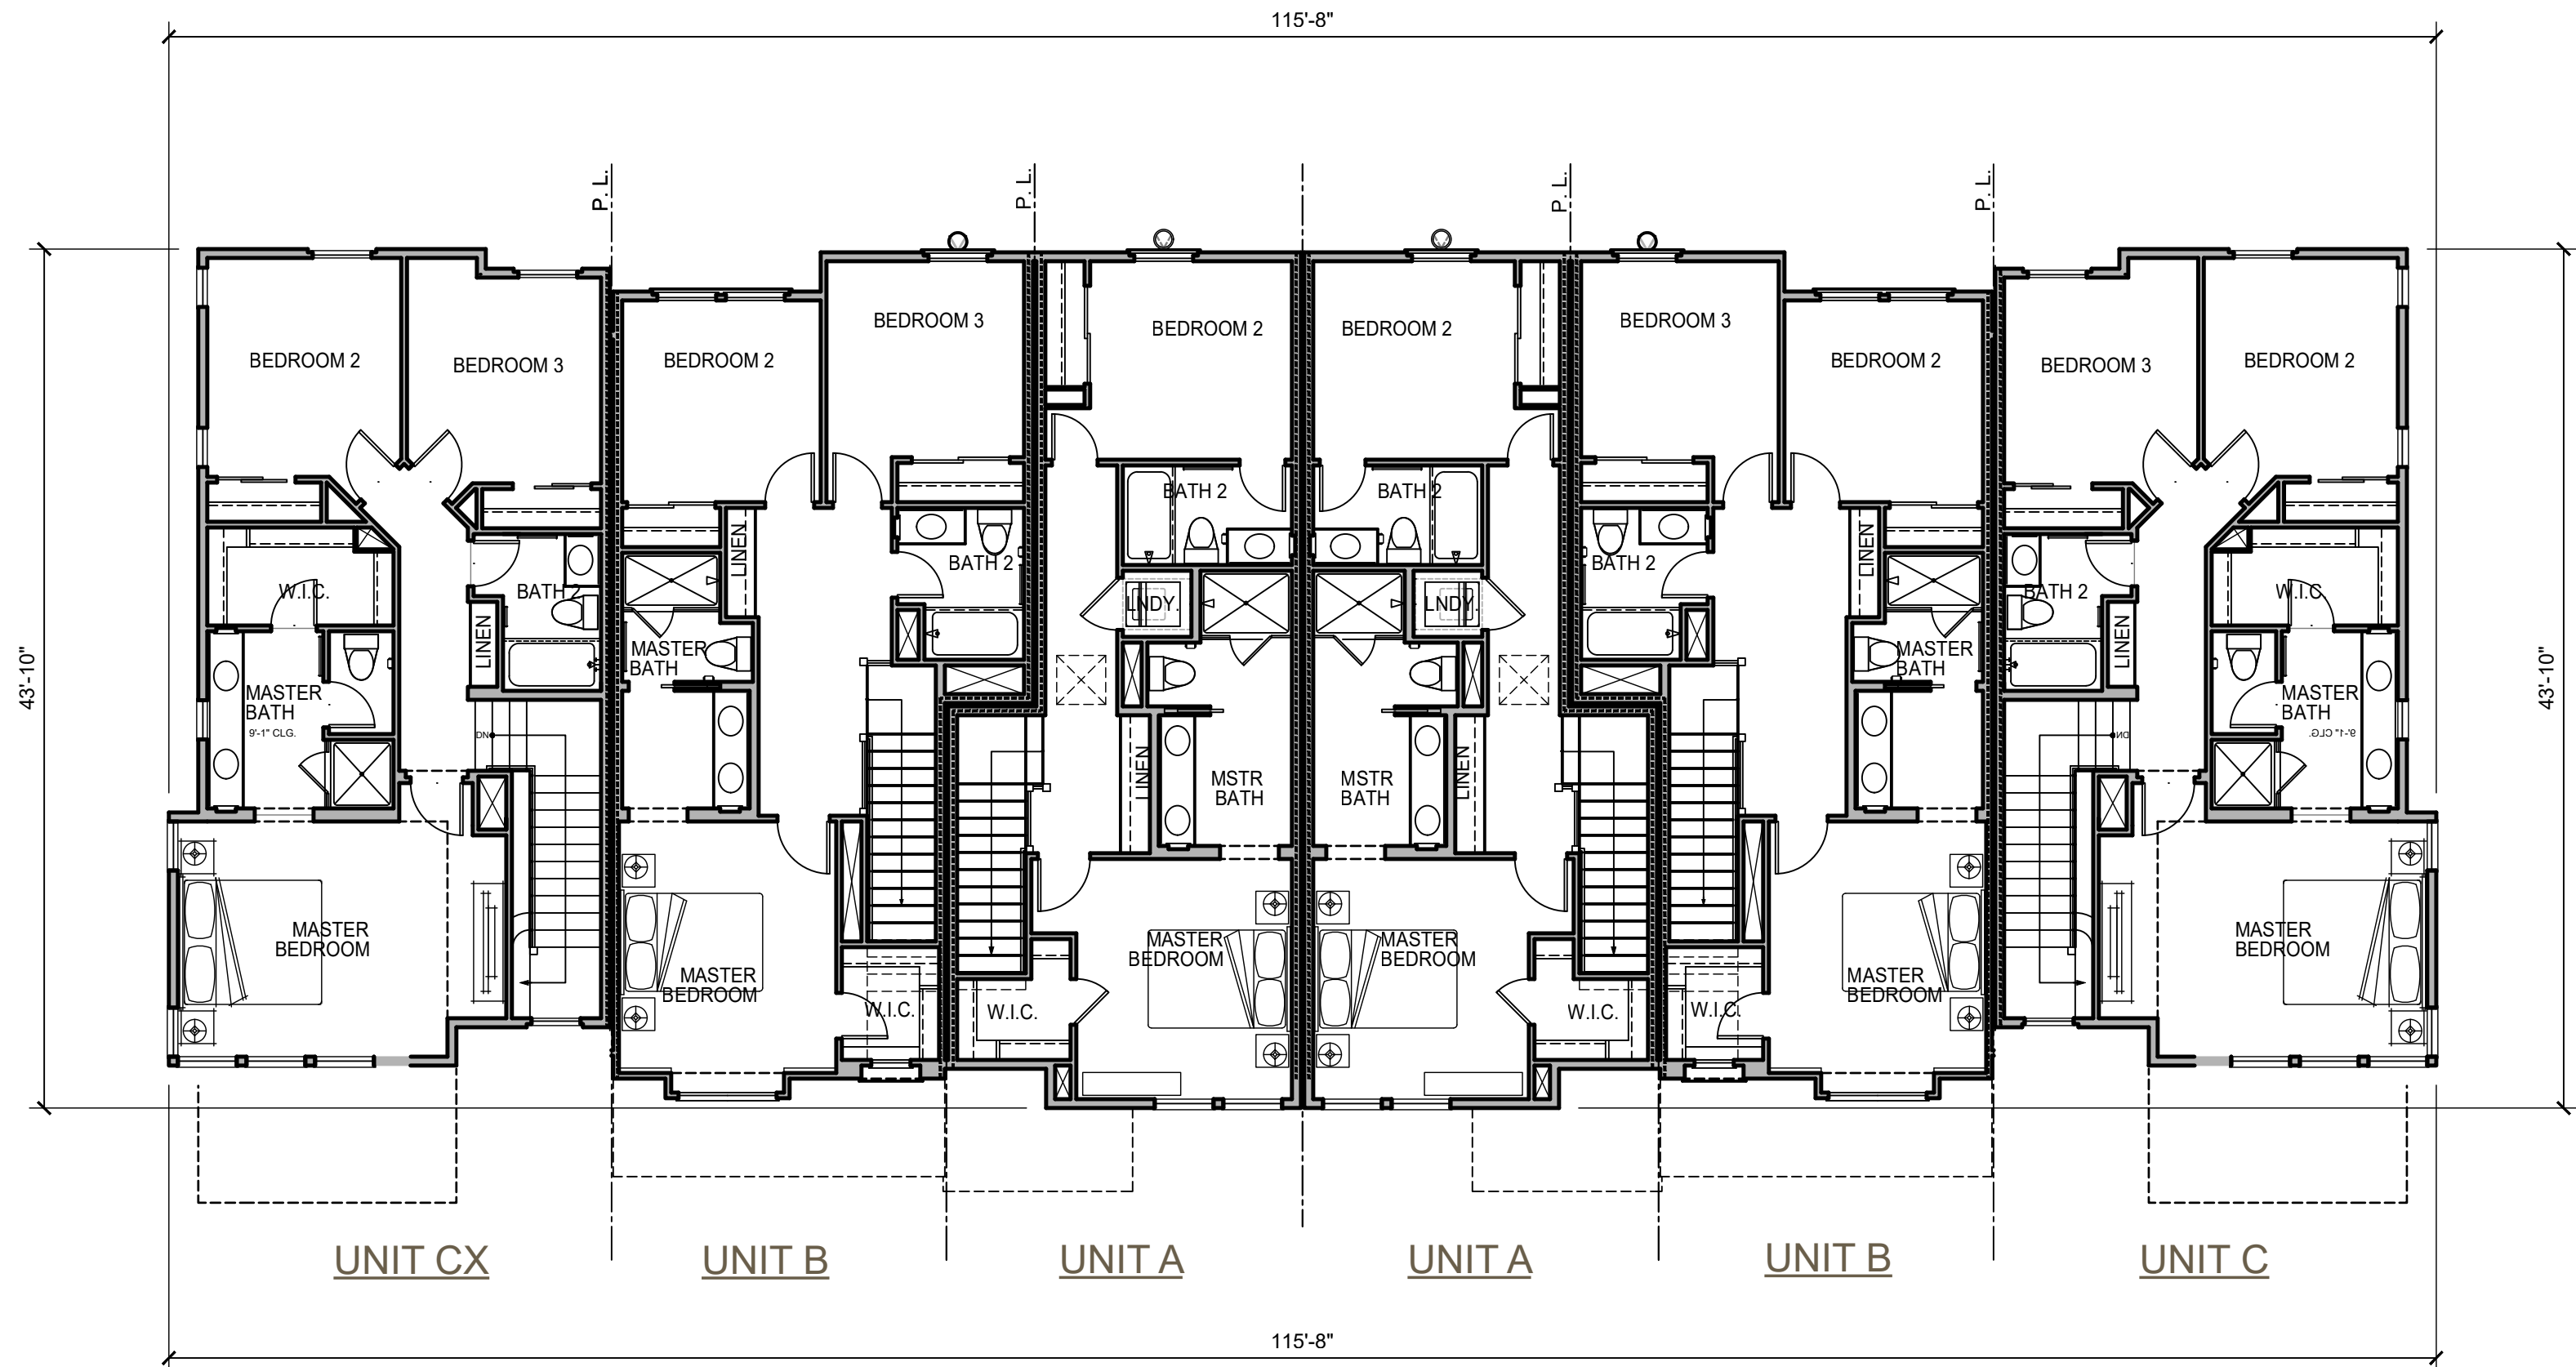 115'-8"
P. L.
P. L.
P. L.
P. L.
BEDROOM 2
BEDROOM 3
BEDROOM 2
BEDROOM 3
BEDROOM 2
BEDROOM 2
BEDROOM 3
BEDROOM 2
BEDROOM 3
BEDROOM 2
W.I.C.
BATH 2
LINEN
LINEN
BATH 2
BATH 2
BATH 2
BATH 2
LINEN
BATH 2
LINEN
W.I.C.
LNDY.
LNDY.
43'-10"
MASTER
BATH
9'-1" CLG.
DN
MASTER
BATH
LINEN
MSTR
BATH
MSTR
BATH
LINEN
MASTER
BATH
DN
MASTER
BATH
9'-1" CLG.
43'-10"
MASTER
BEDROOM
MASTER
BEDROOM
W.I.C.
W.I.C.
MASTER
BEDROOM
MASTER
BEDROOM
W.I.C.
W.I.C.
MASTER
BEDROOM
MASTER
BEDROOM
UNIT CX
UNIT B
UNIT A
UNIT A
UNIT B
UNIT C
115'-8"